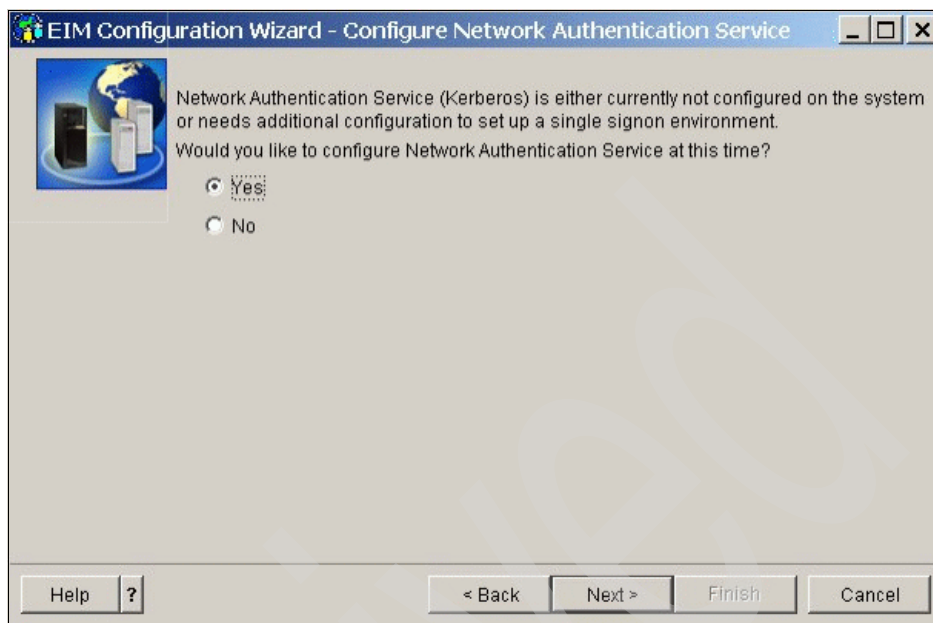 EIM Configuration Wizard - Configure Network Authentication Service
Network Authentication Service (Kerberos) is either currently not configured on the system
or needs additional configuration to set up a single signon environment.
Would you like to configure Network Authentication Service at this time?
Yes
No
Help ? < Back Next > Finish Cancel